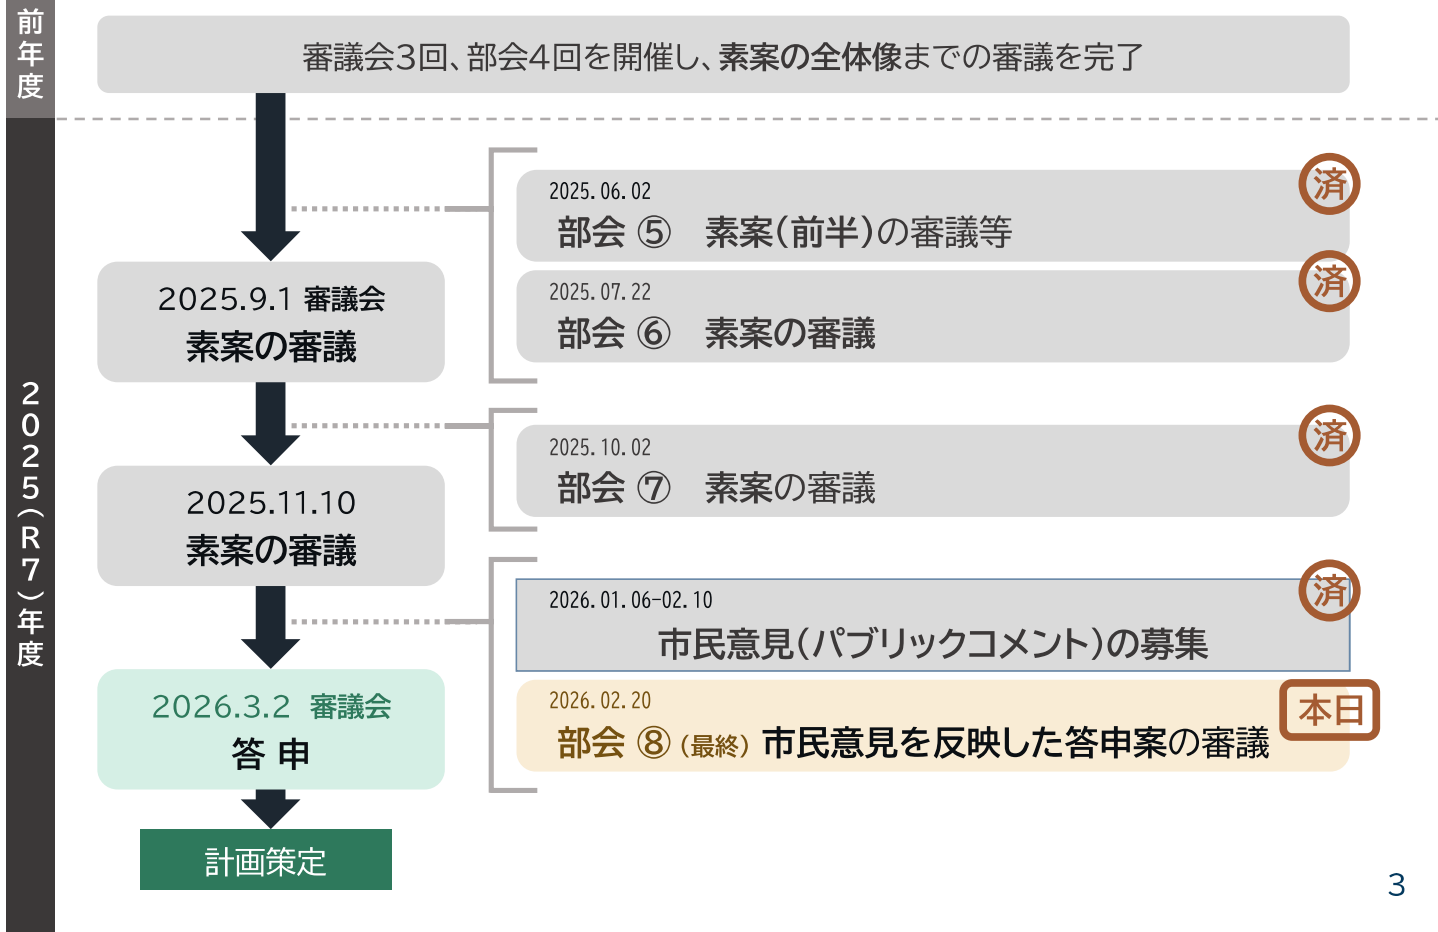 前年度
審議会3回、部会4回を開催し、素案の全体像までの審議を完了
2025(R7)年度
2025.06.02
部会 ⑤　素案(前半)の審議等
済
2025.07.22
部会 ⑥　素案の審議
済
2025.9.1 審議会
素案の審議
2025.10.02
部会 ⑦　素案の審議
済
2025.11.10
素案の審議
2026.01.06-02.10
市民意見(パブリックコメント)の募集
済
2026.02.20
部会 ⑧ (最終) 市民意見を反映した答申案の審議
本日
2026.3.2 審議会
答 申
計画策定
3